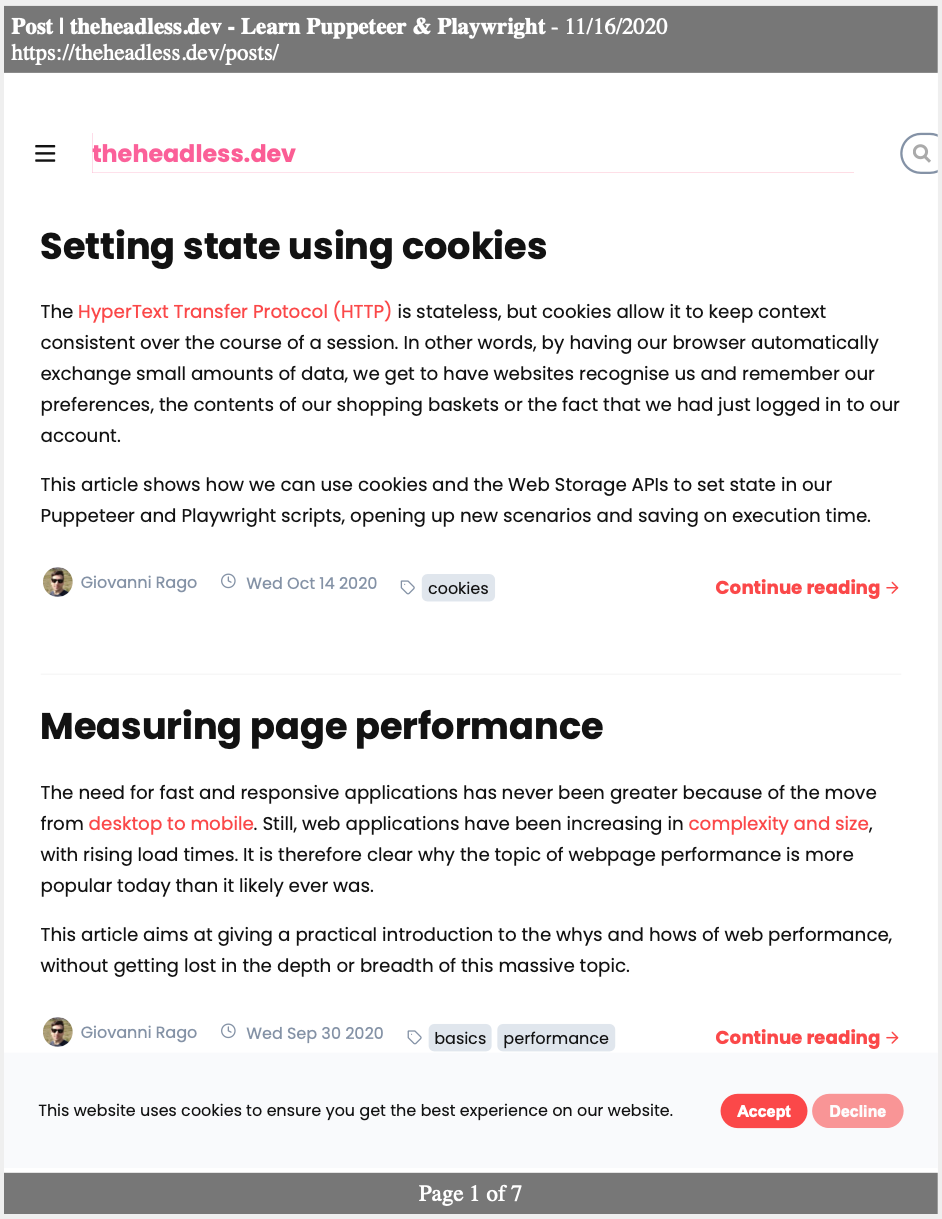 Post | theheadless.dev - Learn Puppeteer & Playwright - 11/16/2020
https://theheadless.dev/posts/
theheadless.dev
Setting state using cookies
The HyperText Transfer Protocol (HTTP) is stateless, but cookies allow it to keep context
consistent over the course of a session. In other words, by having our browser automatically
exchange small amounts of data, we get to have websites recognise us and remember our
preferences, the contents of our shopping baskets or the fact that we had just logged in to our
account.
This article shows how we can use cookies and the Web Storage APIs to set state in our
Puppeteer and Playwright scripts, opening up new scenarios and saving on execution time.
Giovanni Rago Wed Oct 14 2020 cookies Continue reading →
Measuring page performance
The need for fast and responsive applications has never been greater because of the move
from desktop to mobile. Still, web applications have been increasing in complexity and size,
with rising load times. It is therefore clear why the topic of webpage performance is more
popular today than it likely ever was.
This article aims at giving a practical introduction to the whys and hows of web performance,
without getting lost in the depth or breadth of this massive topic.
Giovanni Rago Wed Sep 30 2020 basics performance Continue reading →
This website uses cookies to ensure you get the best experience on our website. Accept Decline
Page 1 of 7